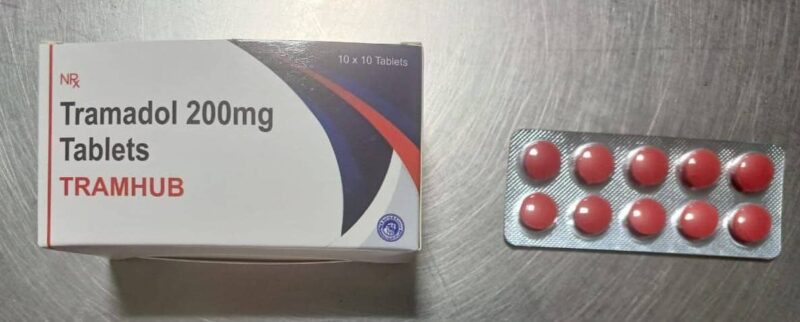 10 x 10 Tablets
NRx
Tramadol 200mg
Tablets
TRAMHUB